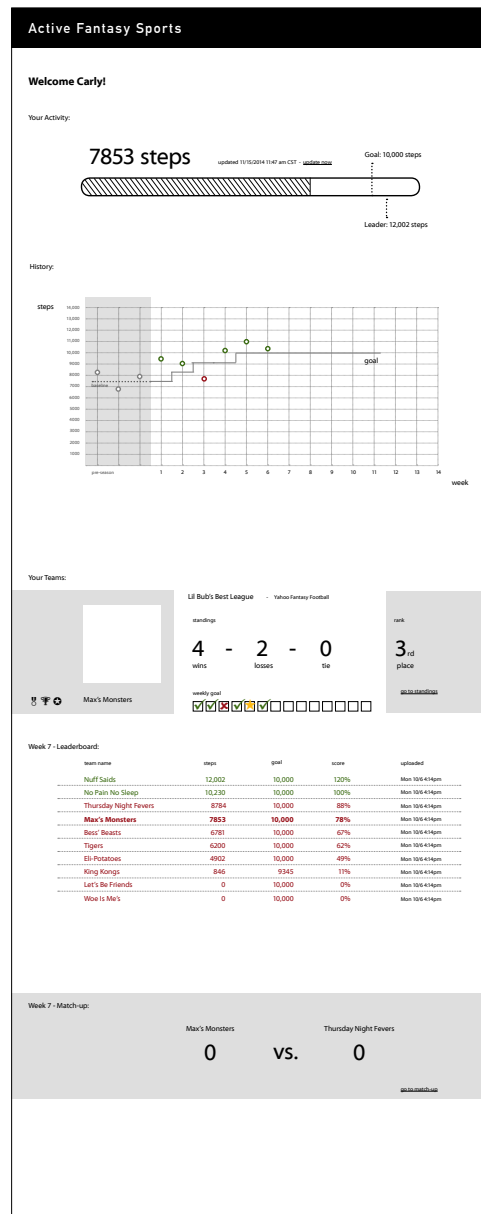 Active Fantasy Sports
Welcome Carly!
Your Activity:
7853 steps
updated 11/15/2014 11:47 am CST - update now
Goal: 10,000 steps
Leader: 12,002 steps
History:
steps
14,000
13,000
12,000
11,000
10,000
9000
8000
7000
6000
5000
4000
3000
2000
1000
baseline
goal
pre-season 1 2 3 4 5 6 7 8 9 10 11 12 13 14
week
Your Teams:
Lil Bub's Best League - Yahoo Fantasy Football
standings
4 - 2 - 0
wins losses tie
rank
3rd
place
weekly goal
go to standings
Max's Monsters
Week 7 - Leaderboard:
team name steps goal score uploaded
Nuff Saids 12,002 10,000 120% Mon 10/6 4:14pm
No Pain No Sleep 10,230 10,000 100% Mon 10/6 4:14pm
Thursday Night Fevers 8784 10,000 88% Mon 10/6 4:14pm
Max's Monsters 7853 10,000 78% Mon 10/6 4:14pm
Bess' Beasts 6781 10,000 67% Mon 10/6 4:14pm
Tigers 6200 10,000 62% Mon 10/6 4:14pm
Eli-Potatoes 4902 10,000 49% Mon 10/6 4:14pm
King Kongs 846 9345 11% Mon 10/6 4:14pm
Let's Be Friends 0 10,000 0% Mon 10/6 4:14pm
Woe Is Me's 0 10,000 0% Mon 10/6 4:14pm
Week 7 - Match-up:
Max's Monsters Thursday Night Fevers
0 vs. 0
go to match-up